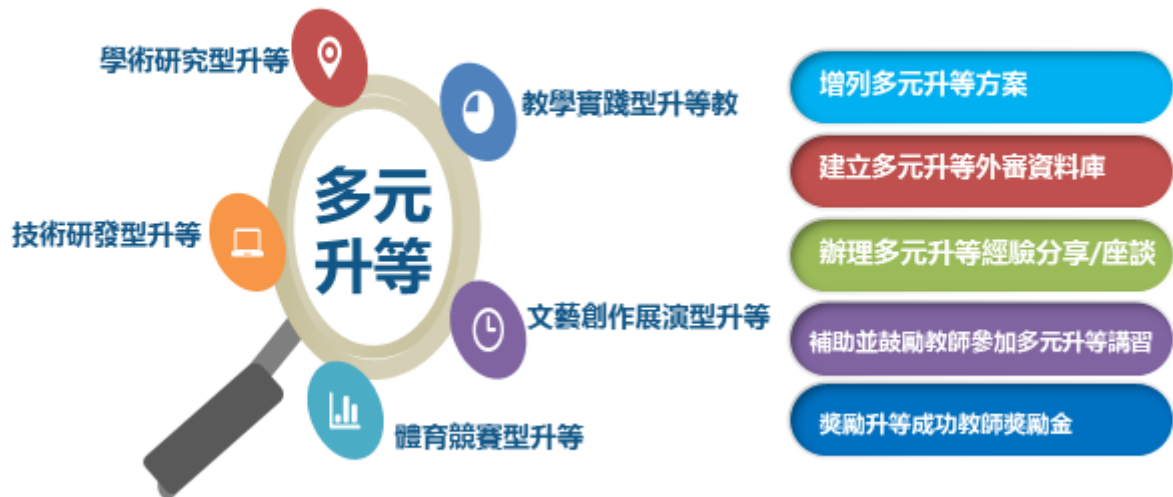 學術研究型升等
教學實踐型升等教
多元
升等
技術研發型升等
文藝創作展演型升等
體育競賽型升等
增列多元升等方案
建立多元升等外審資料庫
辦理多元升等經驗分享/座談
補助並鼓勵教師參加多元升等講習
獎勵升等成功教師獎勵金